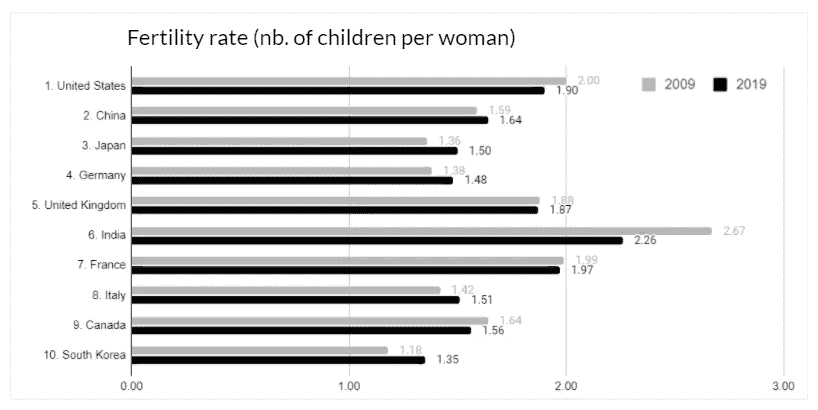 Fertility rate (nb. of children per woman)
2009 2019
1. United States 2.00
1.90
2. China 1.59
1.64
3. Japan 1.36
1.50
4. Germany 1.38
1.48
5. United Kingdom 1.88
1.87
6. India 2.67
2.26
7. France 1.99
1.97
8. Italy 1.42
1.51
9. Canada 1.64
1.56
10. South Korea 1.18
1.35
0.00 1.00 2.00 3.00